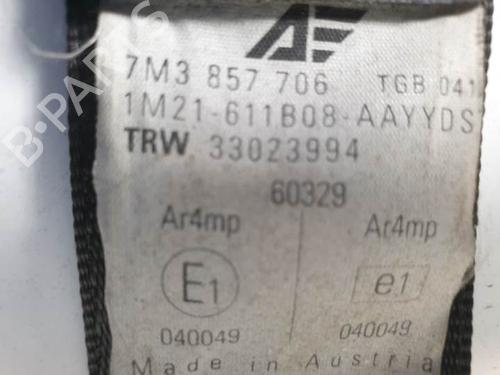 AE
7M3 857 706 TGB 041
1M21-611B08-AAYYDS
TRW 33023994
60329
Ar4mp Ar4mp
E1 e1
040049 040049
Made in Austria
B-Parts